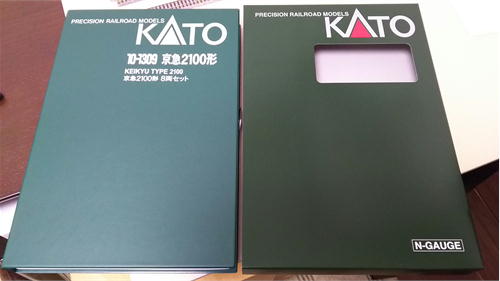 PRECISION RAILROAD MODELS
KATO
10-1309 京急2100形
KEIKYU TYPE 2100
京急2100形 8両セット
PRECISION RAILROAD MODELS
KATO
N-GAUGE